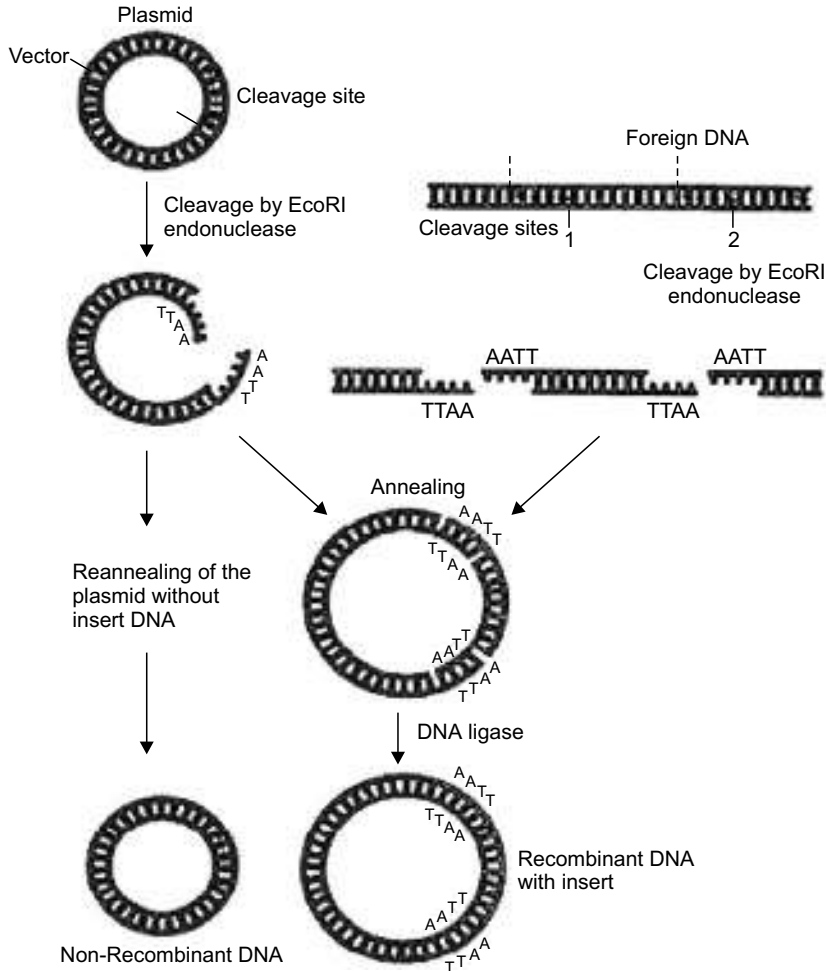 Plasmid
Vector
Cleavage site
Foreign DNA
Cleavage by EcoRI
endonuclease
Cleavage sites
1
2
Cleavage by EcoRI
endonuclease
TTAA
AATT
AATT
AATT
TTAA
TTAA
Annealing
AATT
TTAA
Reannealing of the
plasmid without
insert DNA
AATT
TTAA
DNA ligase
AATT
TTAA
Recombinant DNA
with insert
AATT
TTAA
Non-Recombinant DNA